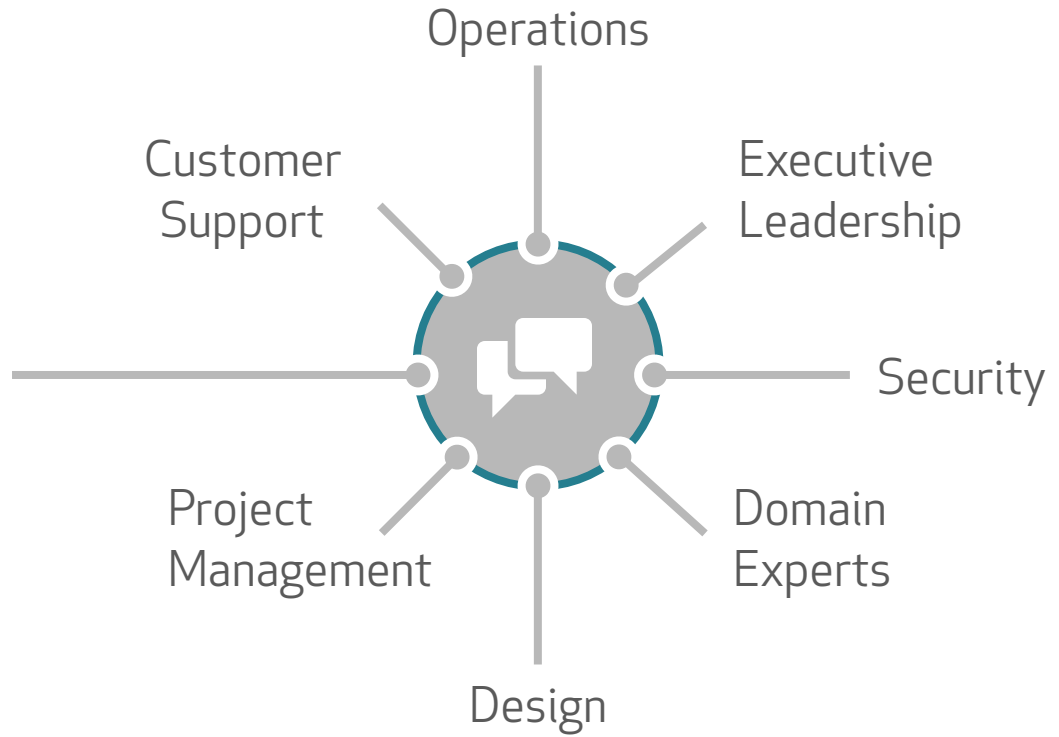 Operations
Customer
Support
Executive
Leadership
Security
Project
Management
Domain
Experts
Design